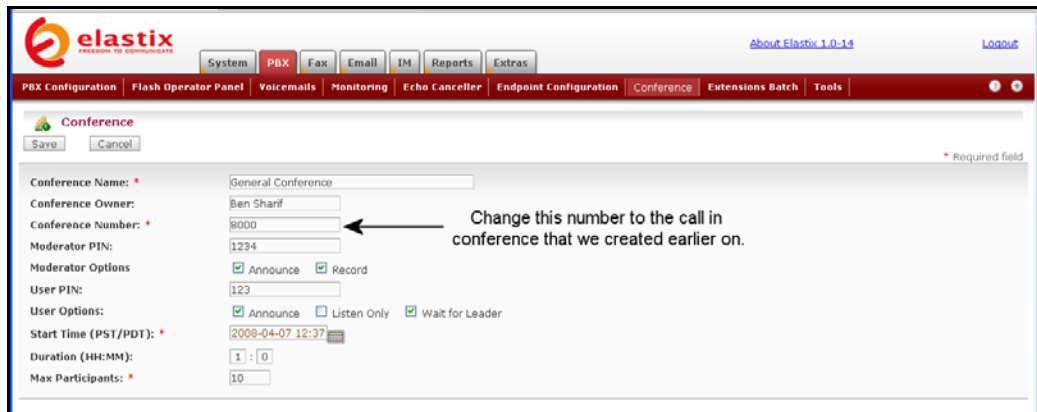 elastix
FREEDOM TO COMMUNICATE
About Elastix 1.0-14
Logout
System PBX Fax Email IM Reports Extras
PBX Configuration Flash Operator Panel Voicemails Monitoring Echo Canceller Endpoint Configuration Conference Extensions Batch Tools
Conference
Save Cancel
* Required field
Conference Name: * General Conference
Conference Owner: Ben Sharif
Conference Number: * 8000
Change this number to the call in
conference that we created earlier on.
Moderator PIN: 1234
Moderator Options Announce Record
User PIN: 123
User Options: Announce Listen Only Wait for Leader
Start Time (PST/PDT): * 2008-04-07 12:37
Duration (HH:MM): 1 : 0
Max Participants: * 10